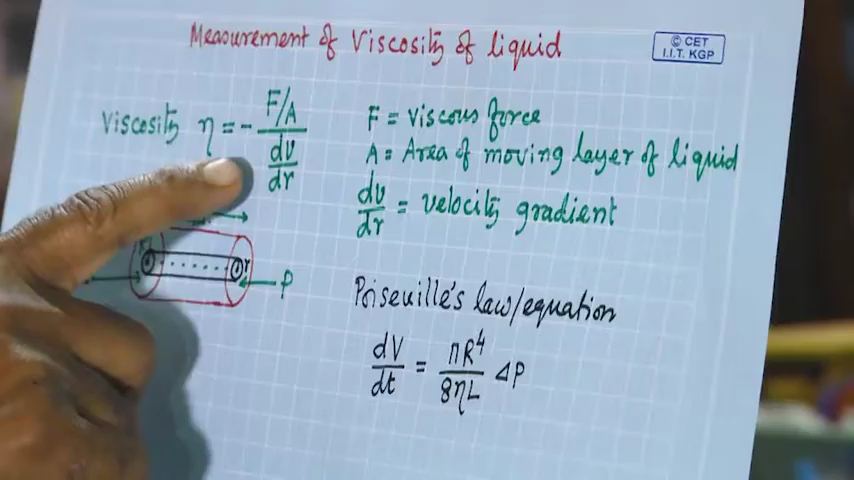 Measurement of Viscosity of liquid
© CET
I.I.T. KGP
Viscosity η = - F/A / dv/dr
F = Viscous force
A = Area of moving layer of liquid
dv/dr = velocity gradient
r
P
Poiseuille's law/equation
dV/dt = πR⁴/8ηL ΔP